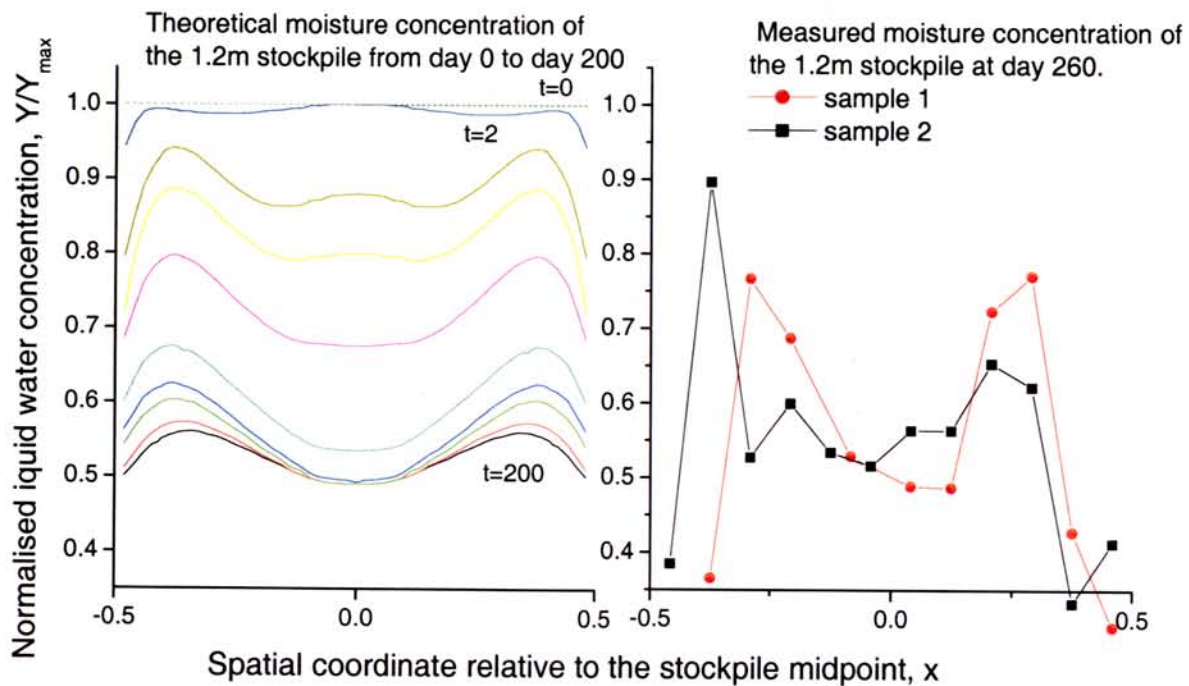 Theoretical moisture concentration of
the 1.2m stockpile from day 0 to day 200
t=0
t=2
t=200
Normalised iquid water concentration, Y/Ymax
1.0
0.9
0.8
0.7
0.6
0.5
0.4
-0.5
0.0
0.5
Measured moisture concentration of
the 1.2m stockpile at day 260.
sample 1
sample 2
1.0
0.9
0.8
0.7
0.6
0.5
0.4
-0.5
0.0
0.5
Spatial coordinate relative to the stockpile midpoint, x